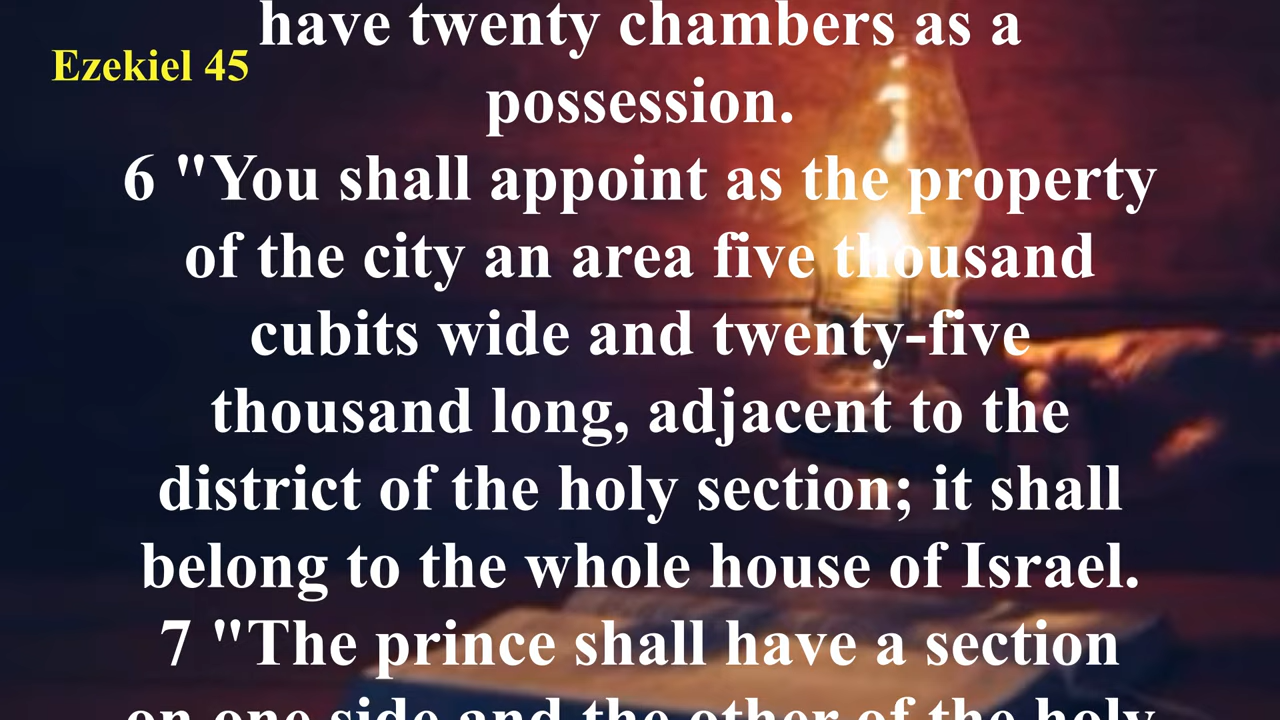 have twenty chambers as a
Ezekiel 45
possession.
6 "You shall appoint as the property
of the city an area five thousand
cubits wide and twenty-five
thousand long, adjacent to the
district of the holy section; it shall
belong to the whole house of Israel.
7 "The prince shall have a section
on one side and the other of the holy